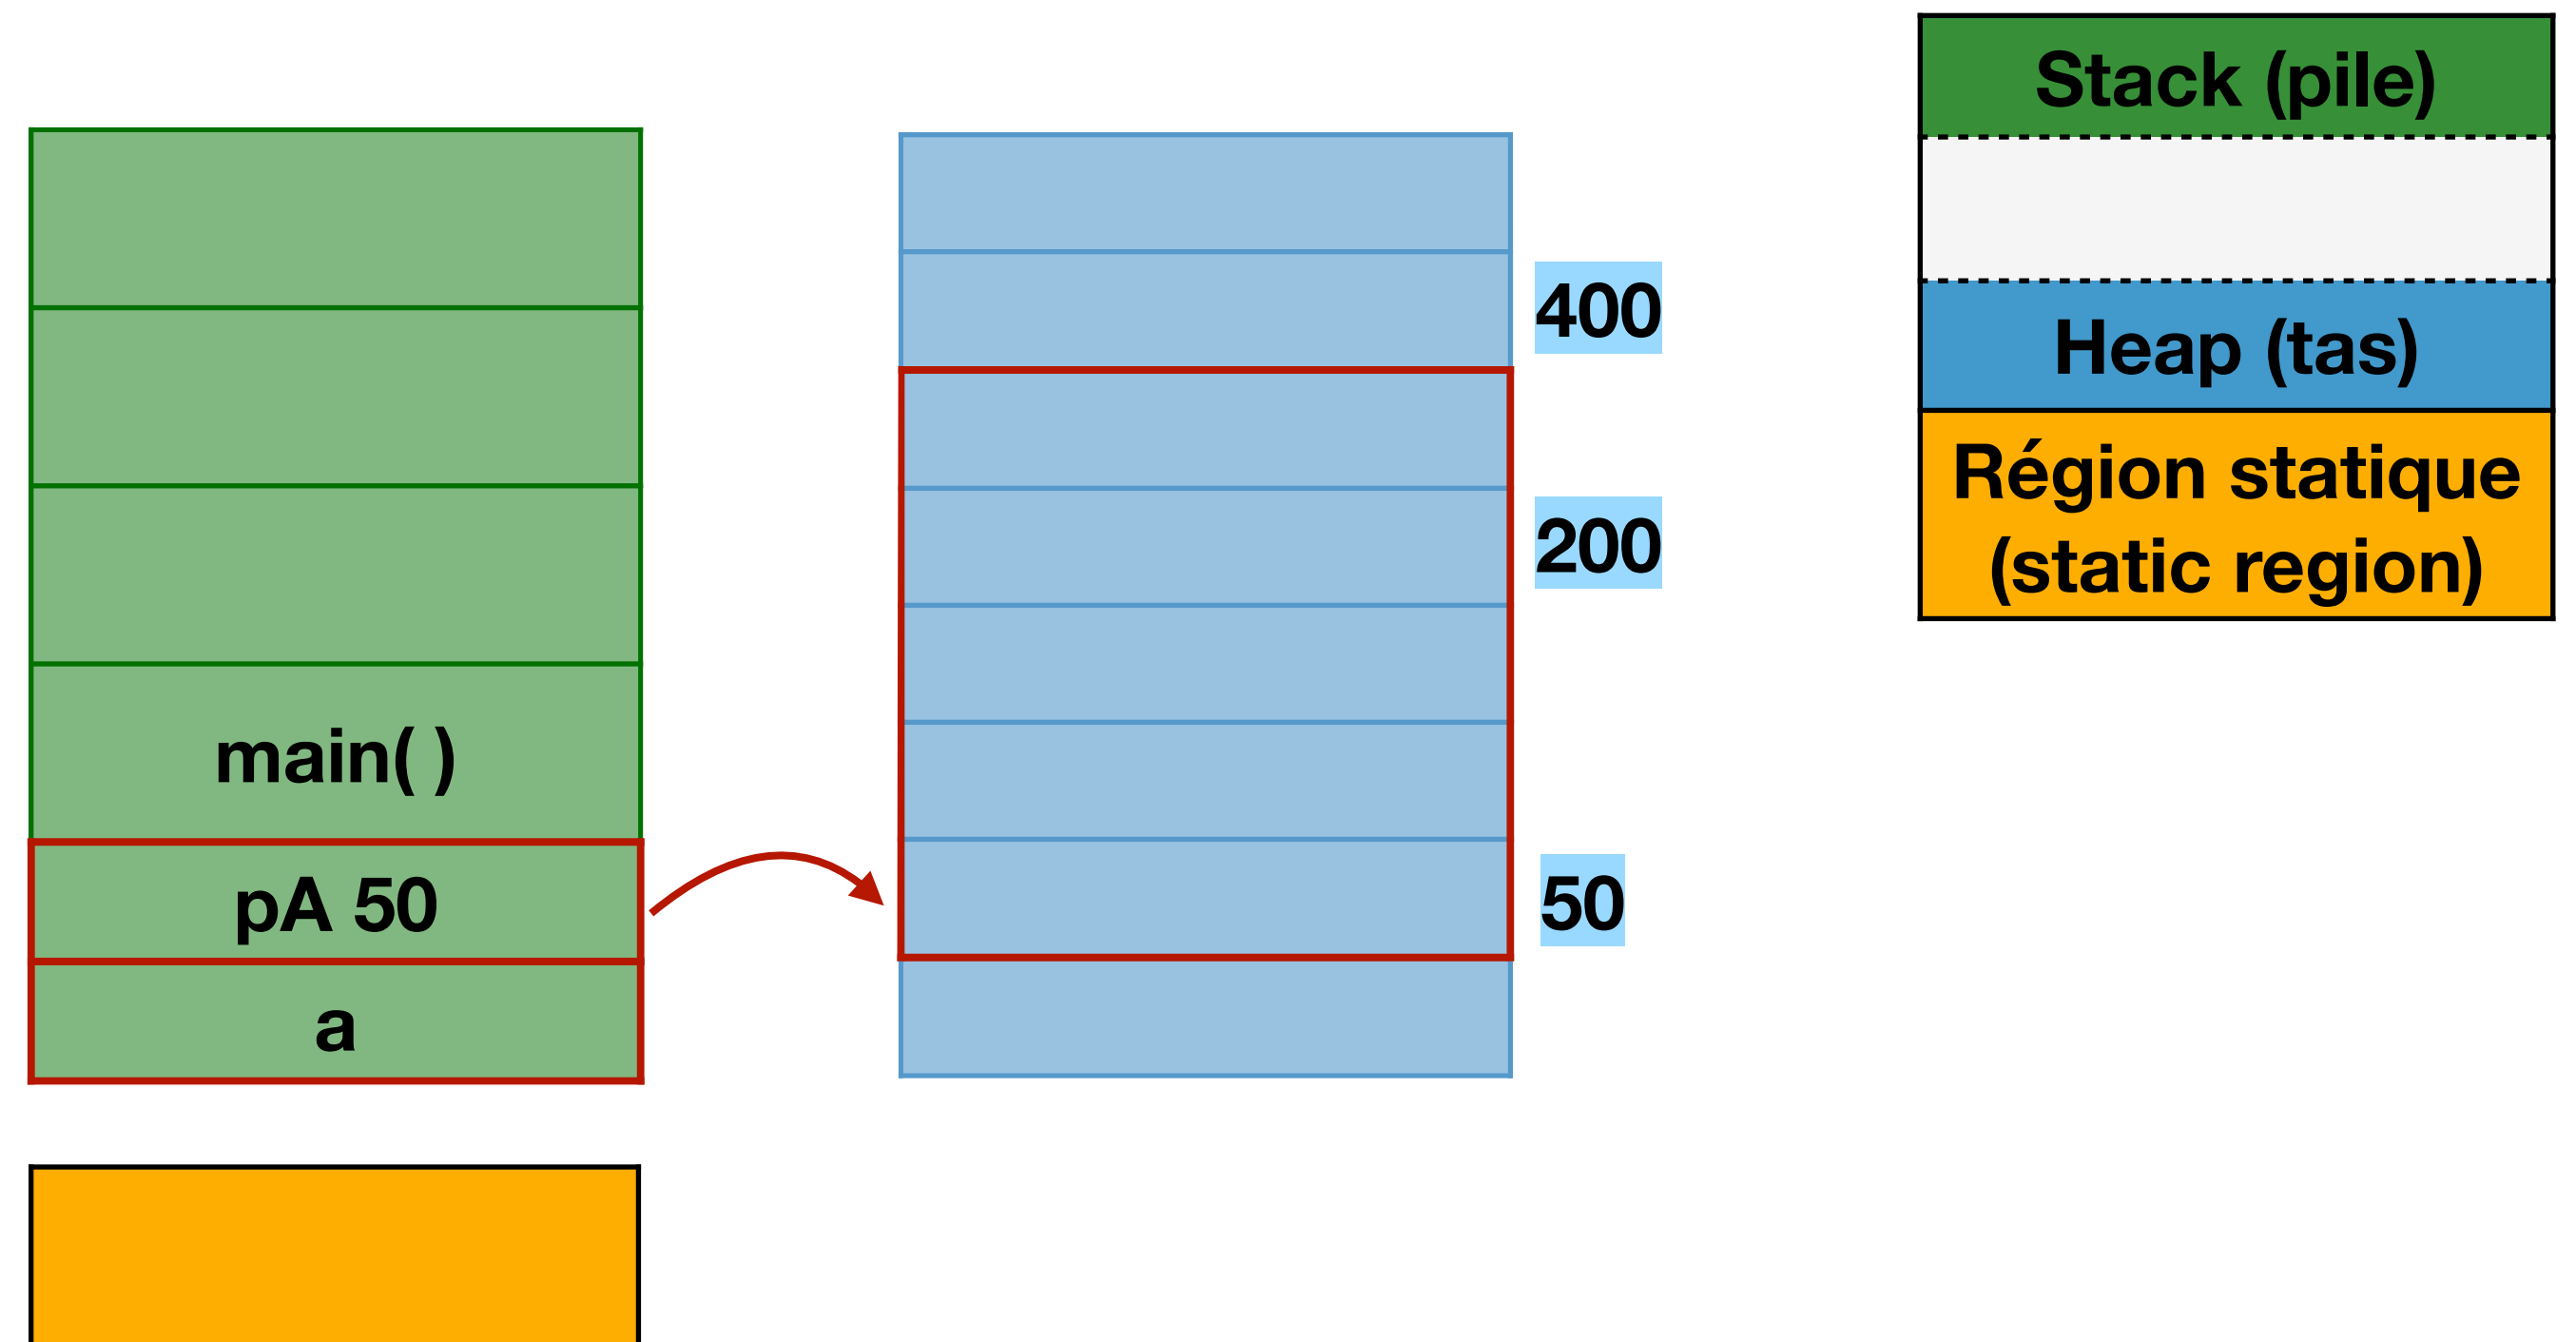 main( )
pA 50
a
400
200
50
Stack (pile)
Heap (tas)
Région statique
(static region)